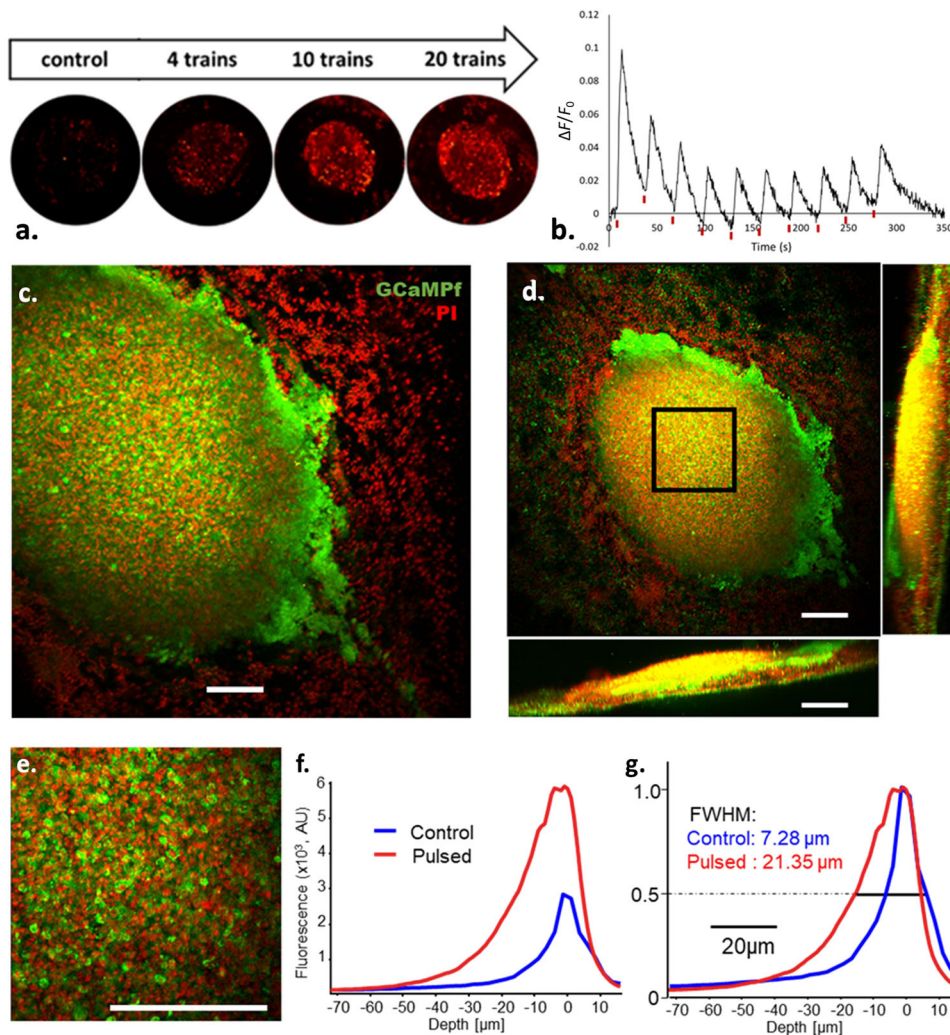 control 4 trains 10 trains 20 trains
a.
0.12
0.1
0.08
0.06
0.04
0.02
0
-0.02
ΔF/F0
0 50 100 150 200 250 300 350
Time (s)
b.
c.
GCaMPf
PI
d.
e.
f.
6
5
4
3
2
1
Fluorescence (x10³, AU)
Control
Pulsed
-70 -60 -50 -40 -30 -20 -10 0 10
Depth [µm]
g.
1.0
0.5
0
FWHM:
Control: 7.28 µm
Pulsed : 21.35 µm
20µm
-70 -60 -50 -40 -30 -20 -10 0 10
Depth [µm]